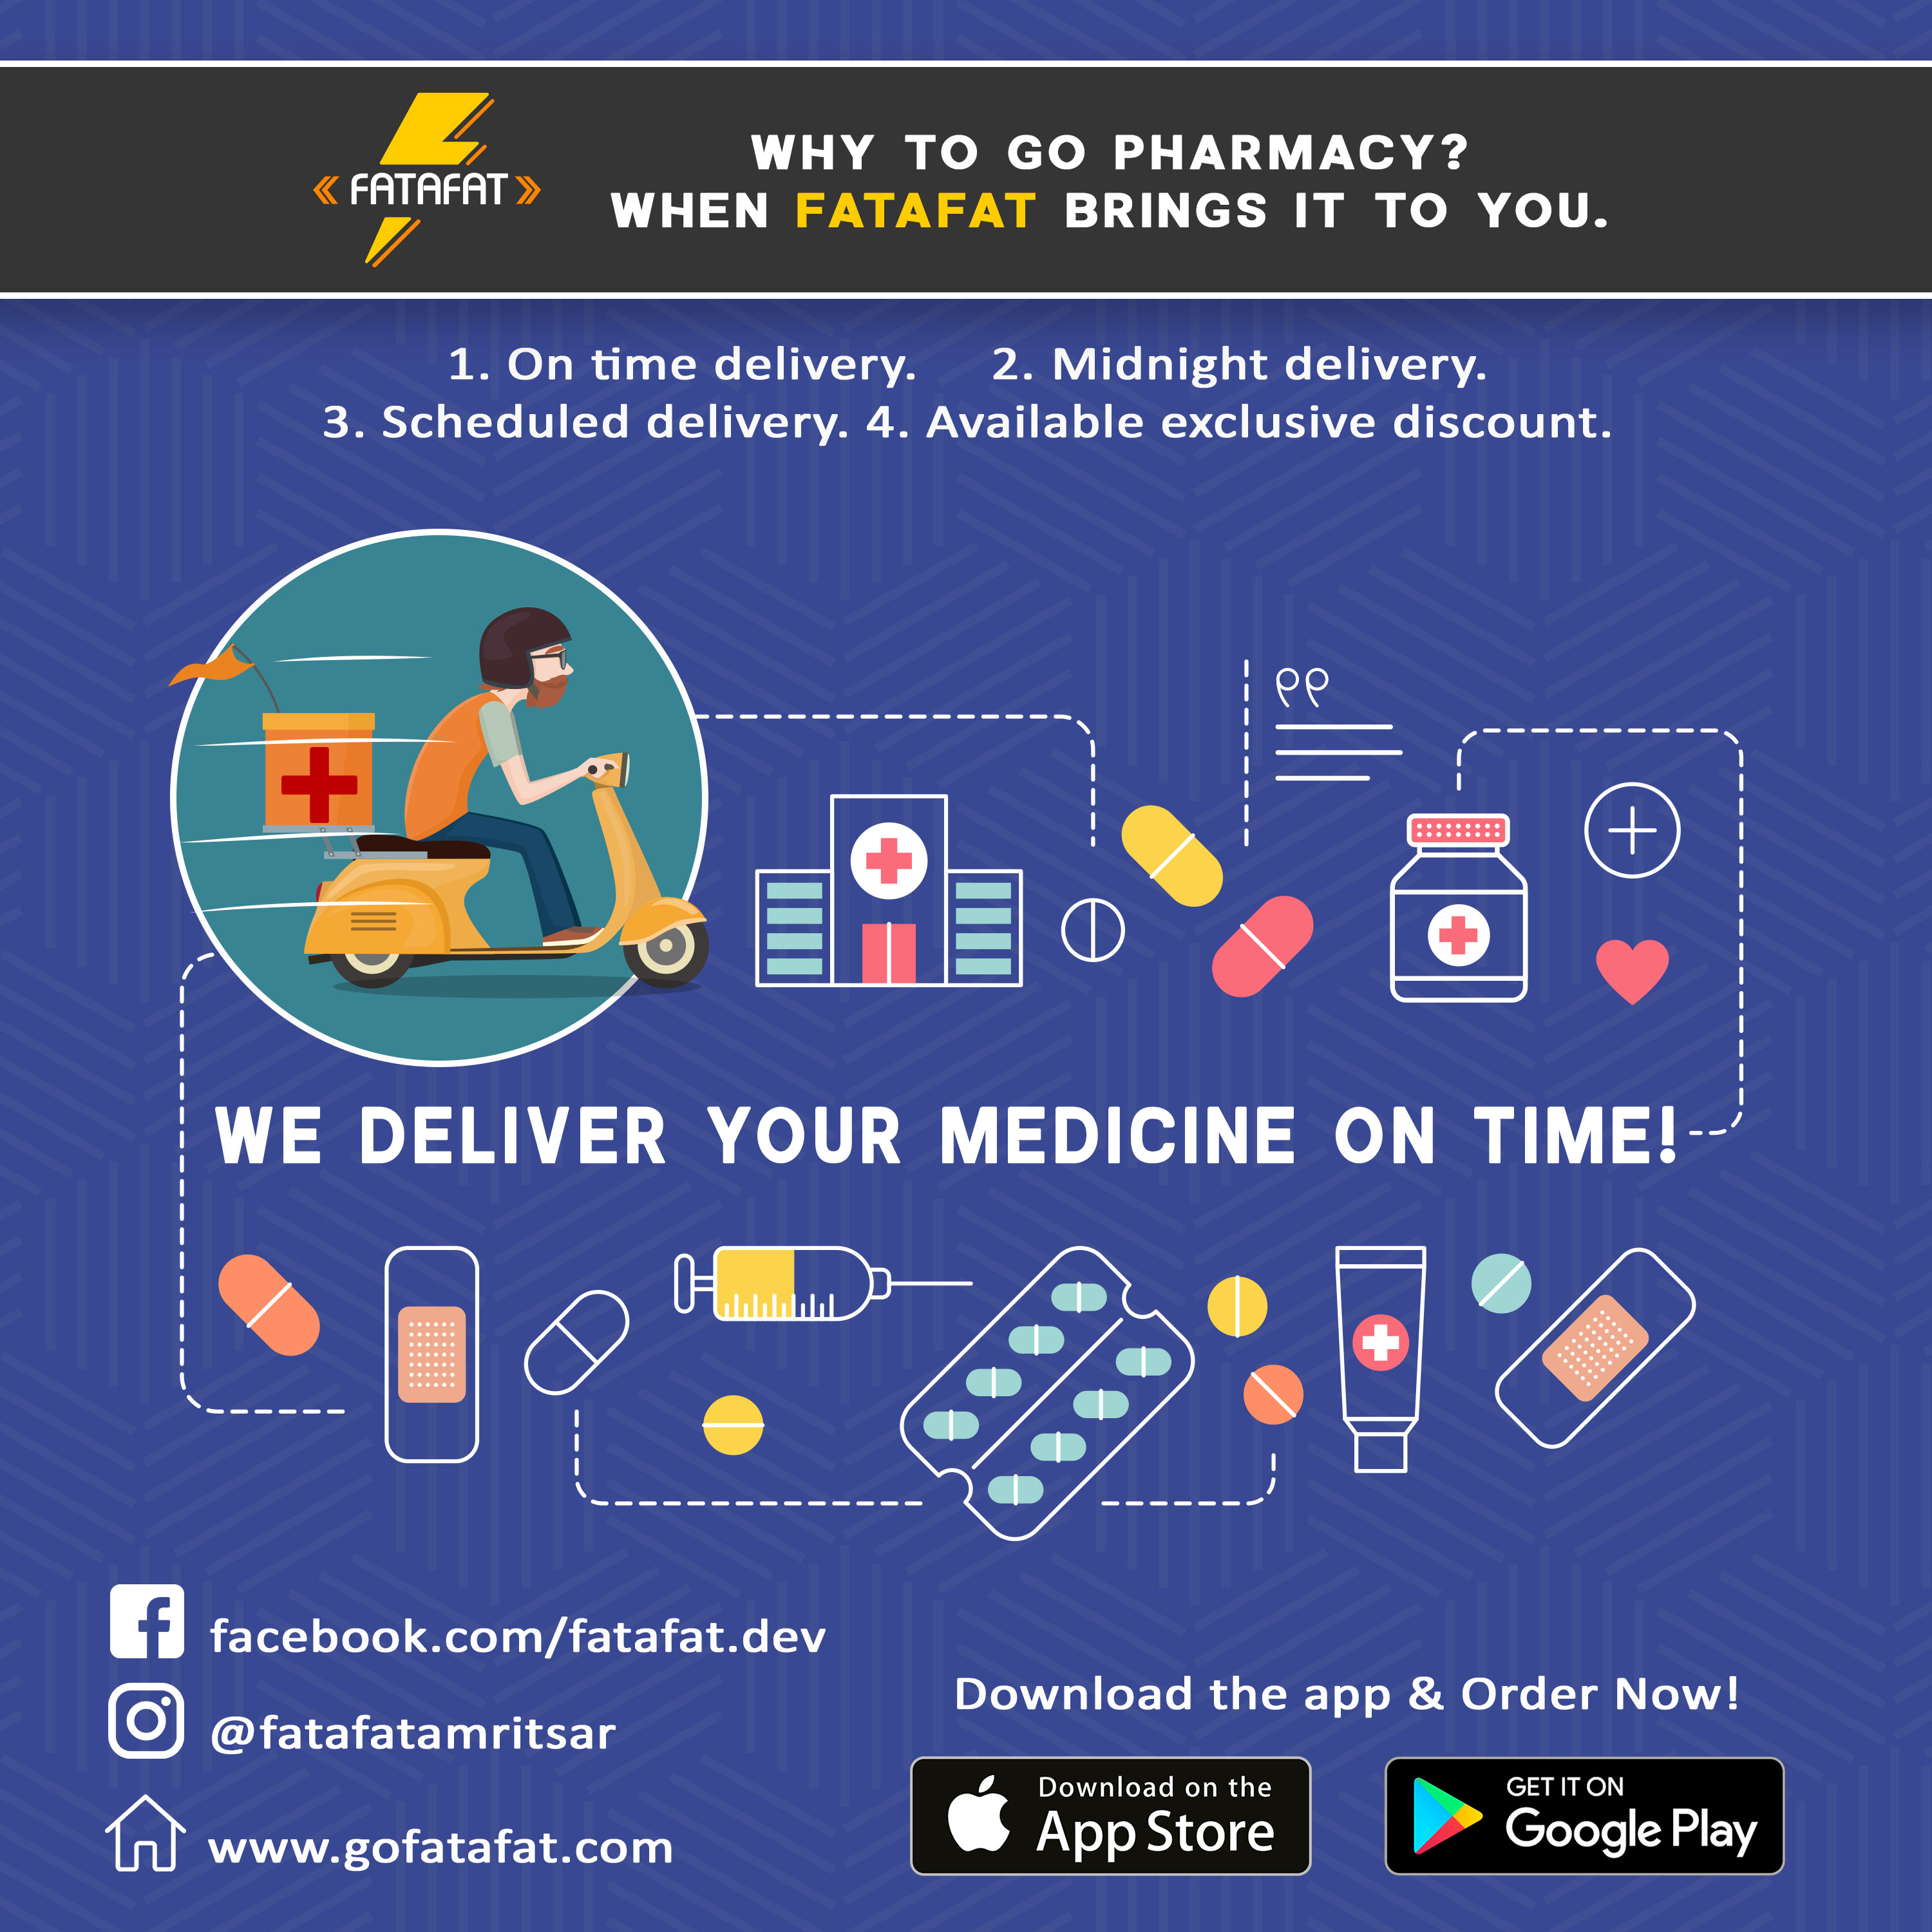 FATAFAT
WHY TO GO PHARMACY?
WHEN FATAFAT BRINGS IT TO YOU.
1. On time delivery. 2. Midnight delivery.
3. Scheduled delivery. 4. Available exclusive discount.
WE DELIVER YOUR MEDICINE ON TIME!
facebook.com/fatafat.dev
@fatafatamritsar
www.gofatafat.com
Download the app & Order Now!
Download on the
App Store
GET IT ON
Google Play